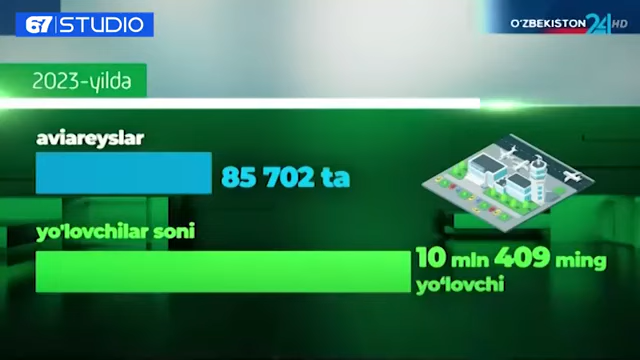 67 STUDIO
O'ZBEKISTON 24 HD
2023-yilda
aviareyslar
85 702 ta
yo'lovchilar soni
10 mln 409 ming
yo‘lovchi